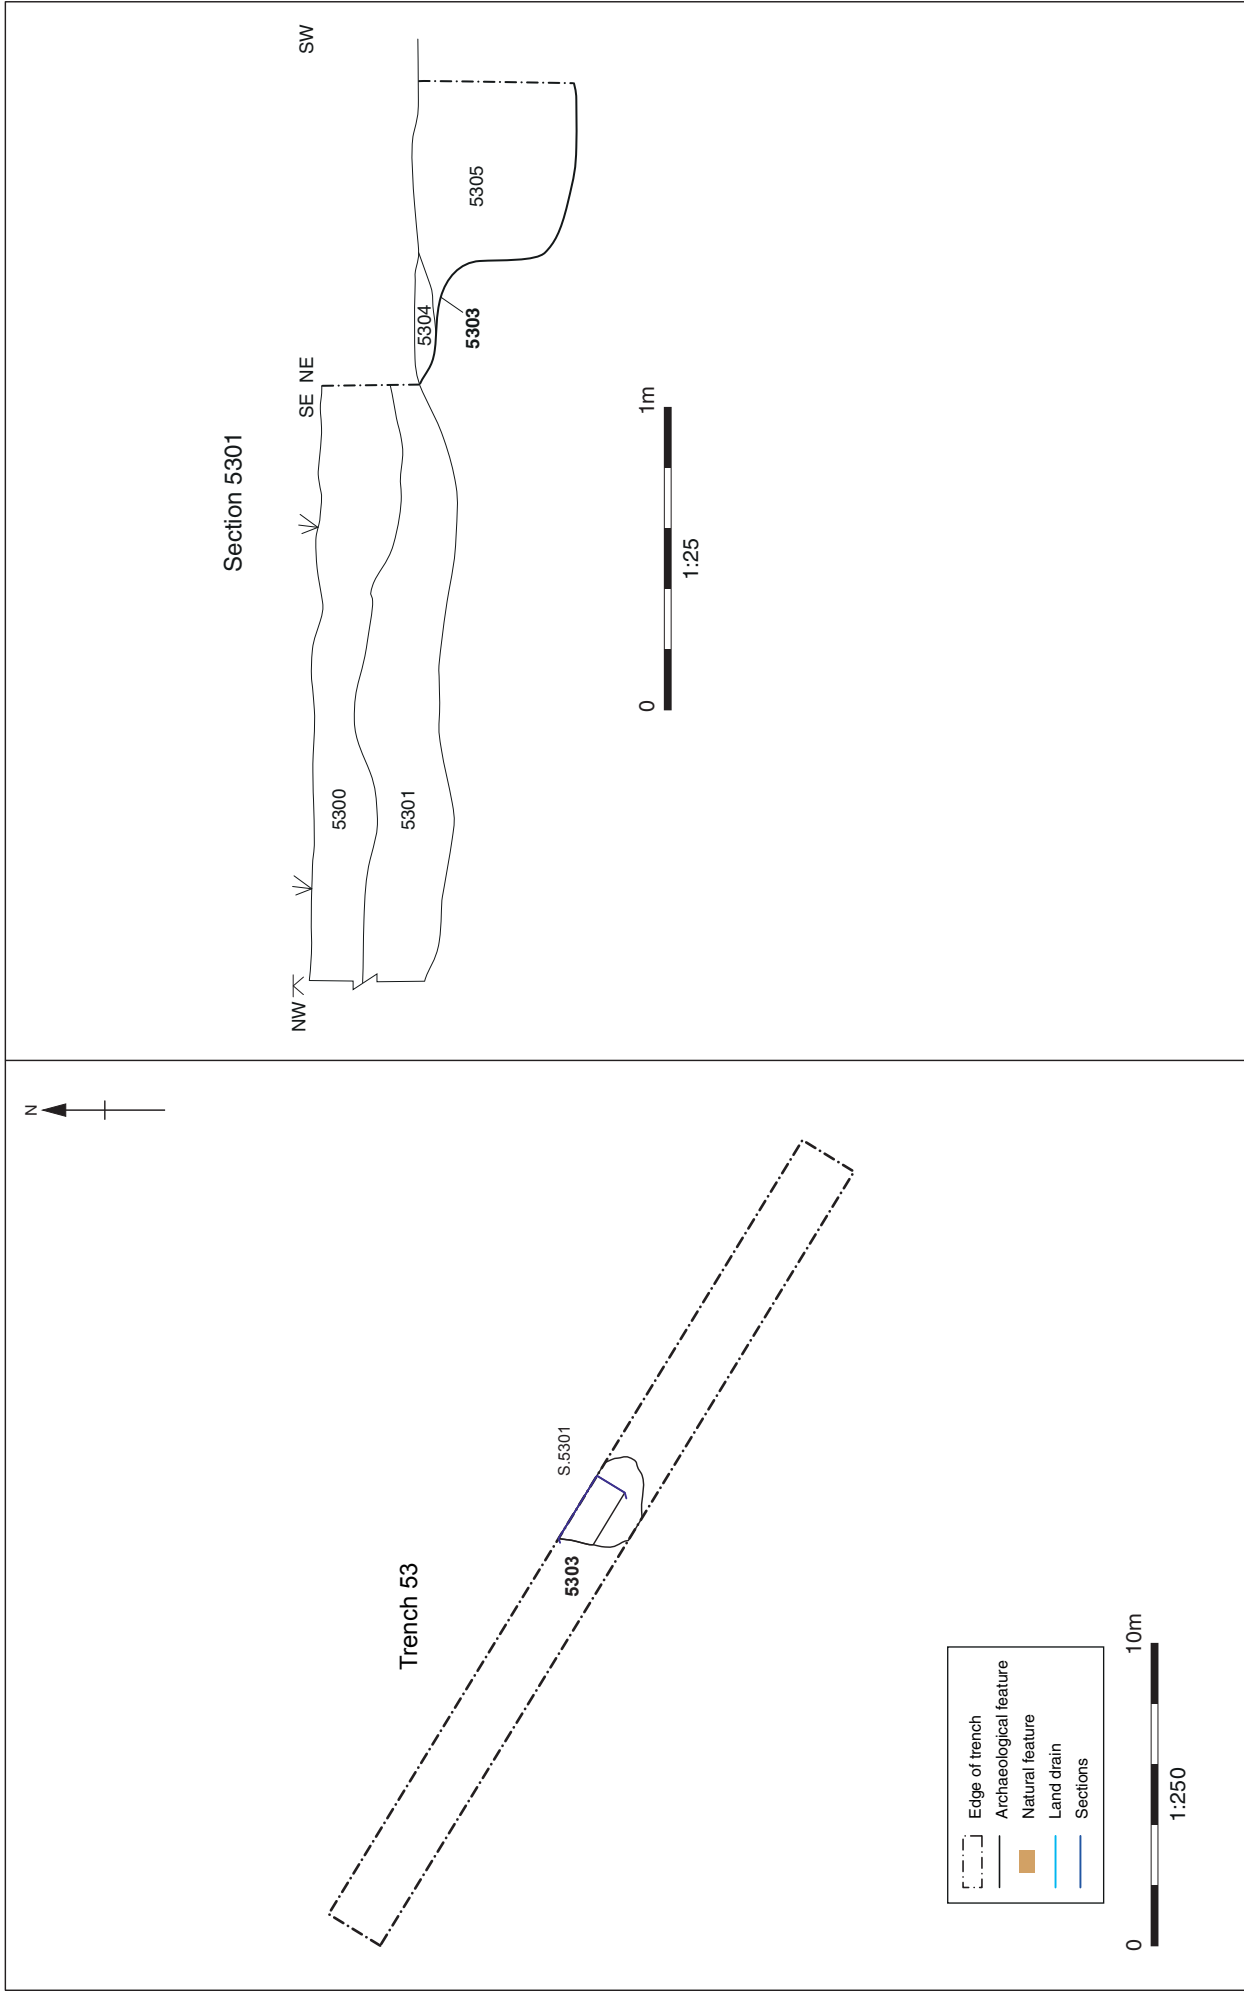 Trench 53
N
S.5301
5303
Edge of trench
Archaeological feature
Natural feature
Land drain
Sections
0 10m
1:250
Section 5301
NW SE NE SW
5300
5301
5304
5303
5305
0 1m
1:25